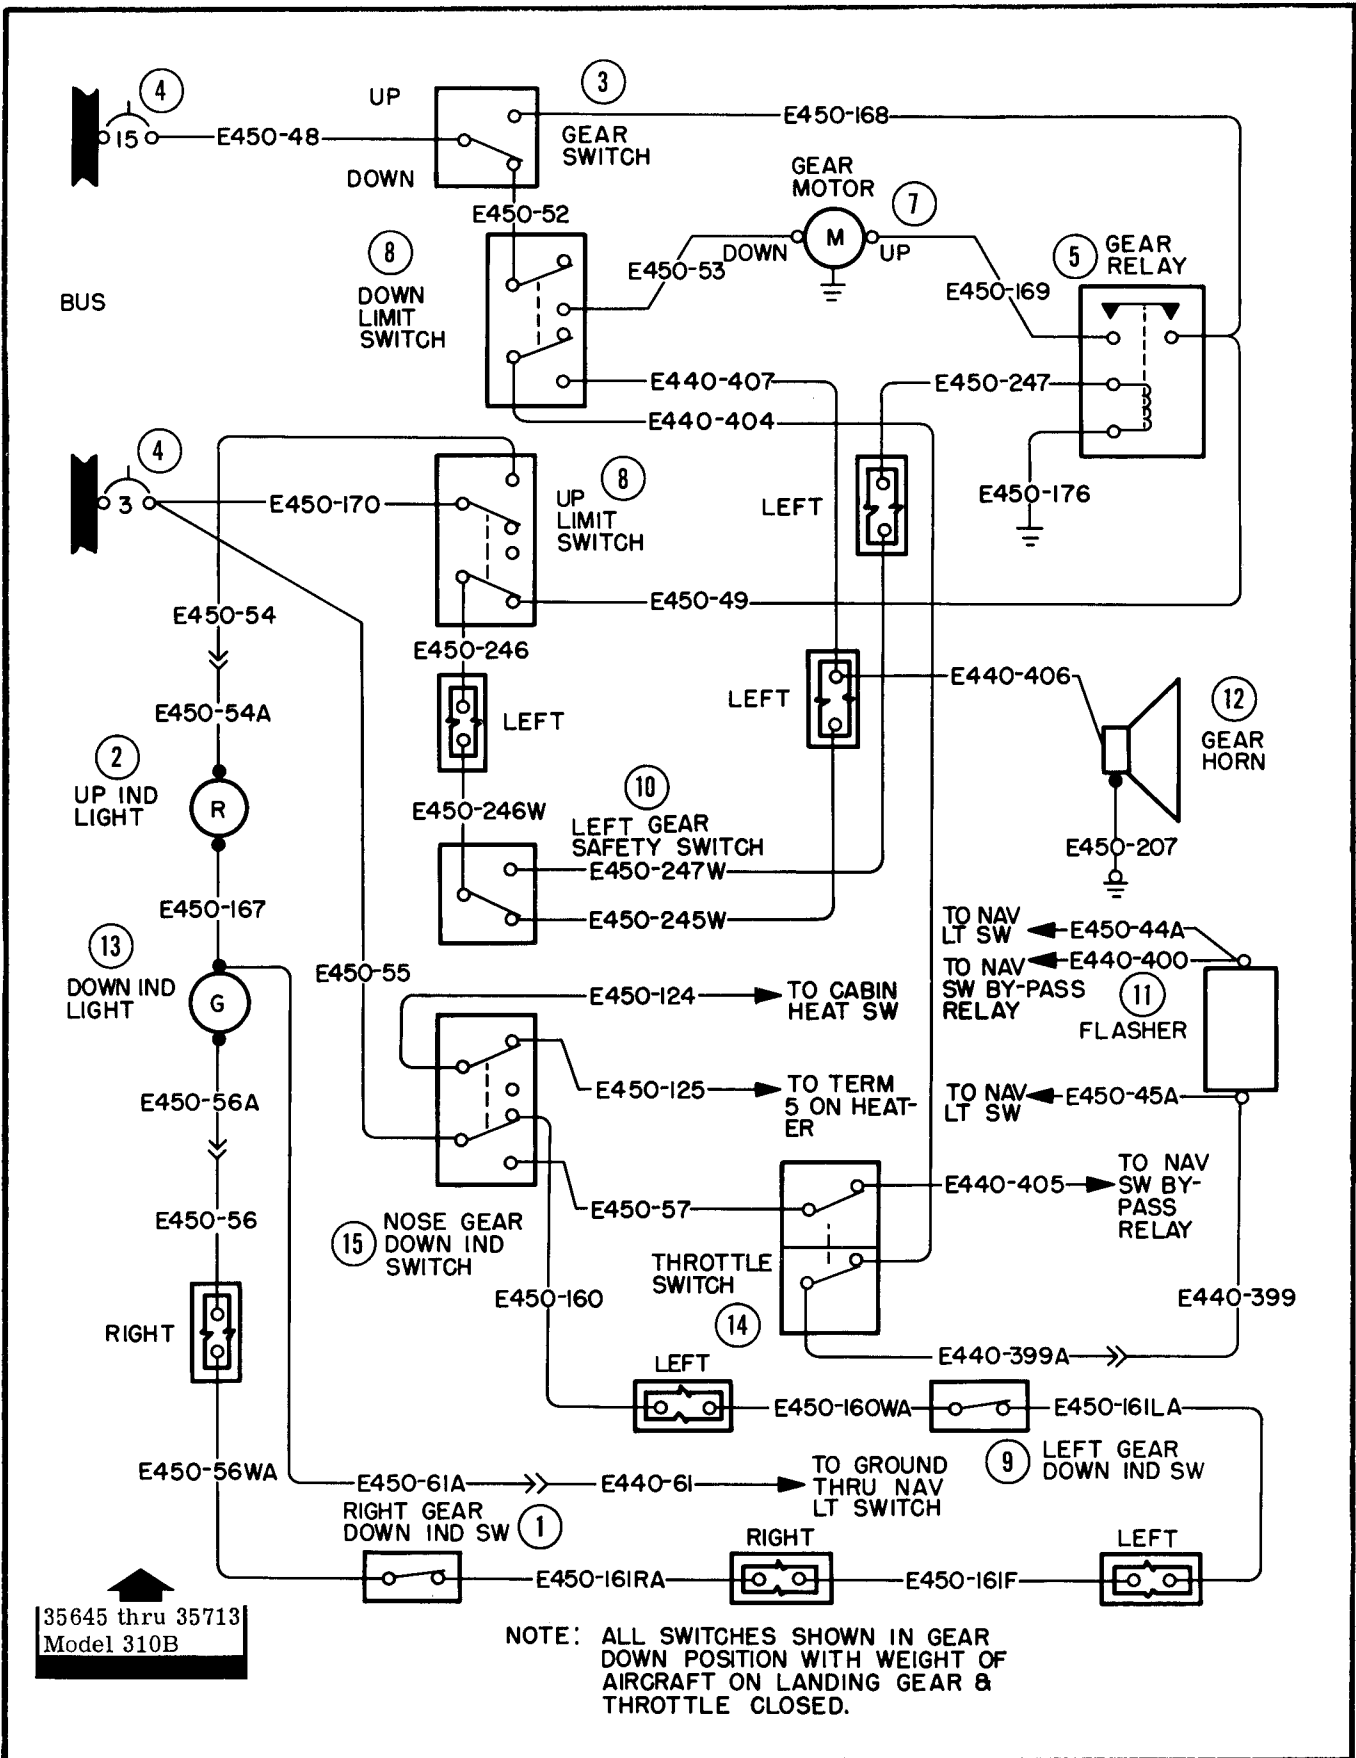 4
UP
3
15
E450-48
GEAR
SWITCH
E450-168
DOWN
GEAR
MOTOR
7
E450-52
8
DOWN
LIMIT
SWITCH
E450-53
DOWN
M
UP
5
GEAR
RELAY
BUS
E450-169
E440-407
E450-247
E440-404
4
3
E450-170
UP
LIMIT
SWITCH
8
LEFT
E450-176
E450-49
E450-54
E450-246
E440-406
LEFT
LEFT
12
GEAR
HORN
E450-54A
2
UP IND
LIGHT
R
E450-246W
10
LEFT GEAR
SAFETY SWITCH
E450-207
E450-247W
E450-167
E450-245W
13
DOWN IND
LIGHT
G
E450-55
TO NAV
LT SW
E450-44A
TO NAV
SW BY-PASS
RELAY
E440-400
11
FLASHER
E450-124
TO CABIN
HEAT SW
E450-125
TO TERM
5 ON HEAT-
ER
TO NAV
LT SW
E450-45A
E450-56A
E440-405
TO NAV
SW BY-
PASS
RELAY
E450-57
E450-56
15
NOSE GEAR
DOWN IND
SWITCH
THROTTLE
SWITCH
14
E450-160
E440-399
RIGHT
E440-399A
LEFT
E450-160WA
E450-161LA
9
LEFT GEAR
DOWN IND SW
E450-56WA
E450-61A
E440-61
TO GROUND
THRU NAV
LT SWITCH
RIGHT GEAR
DOWN IND SW
1
RIGHT
LEFT
E450-161RA
E450-161F
35645 thru 35713
Model 310B
NOTE: ALL SWITCHES SHOWN IN GEAR
DOWN POSITION WITH WEIGHT OF
AIRCRAFT ON LANDING GEAR &
THROTTLE CLOSED.